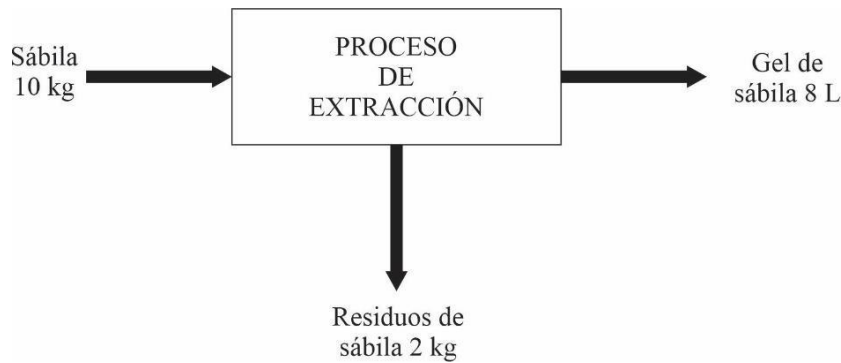 Sábila
10 kg
PROCESO
DE
EXTRACCIÓN
Gel de
sábila 8 L
Residuos de
sábila 2 kg